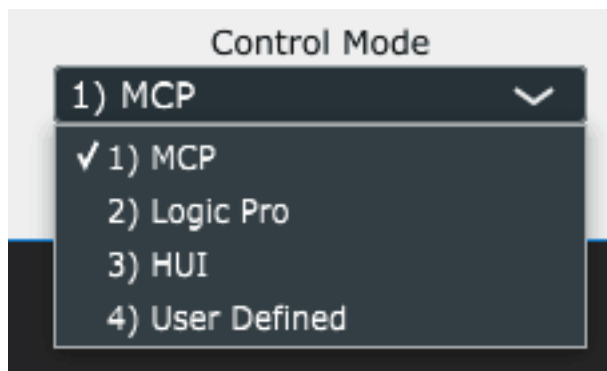 Control Mode
1) MCP
✓ 1) MCP
2) Logic Pro
3) HUI
4) User Defined